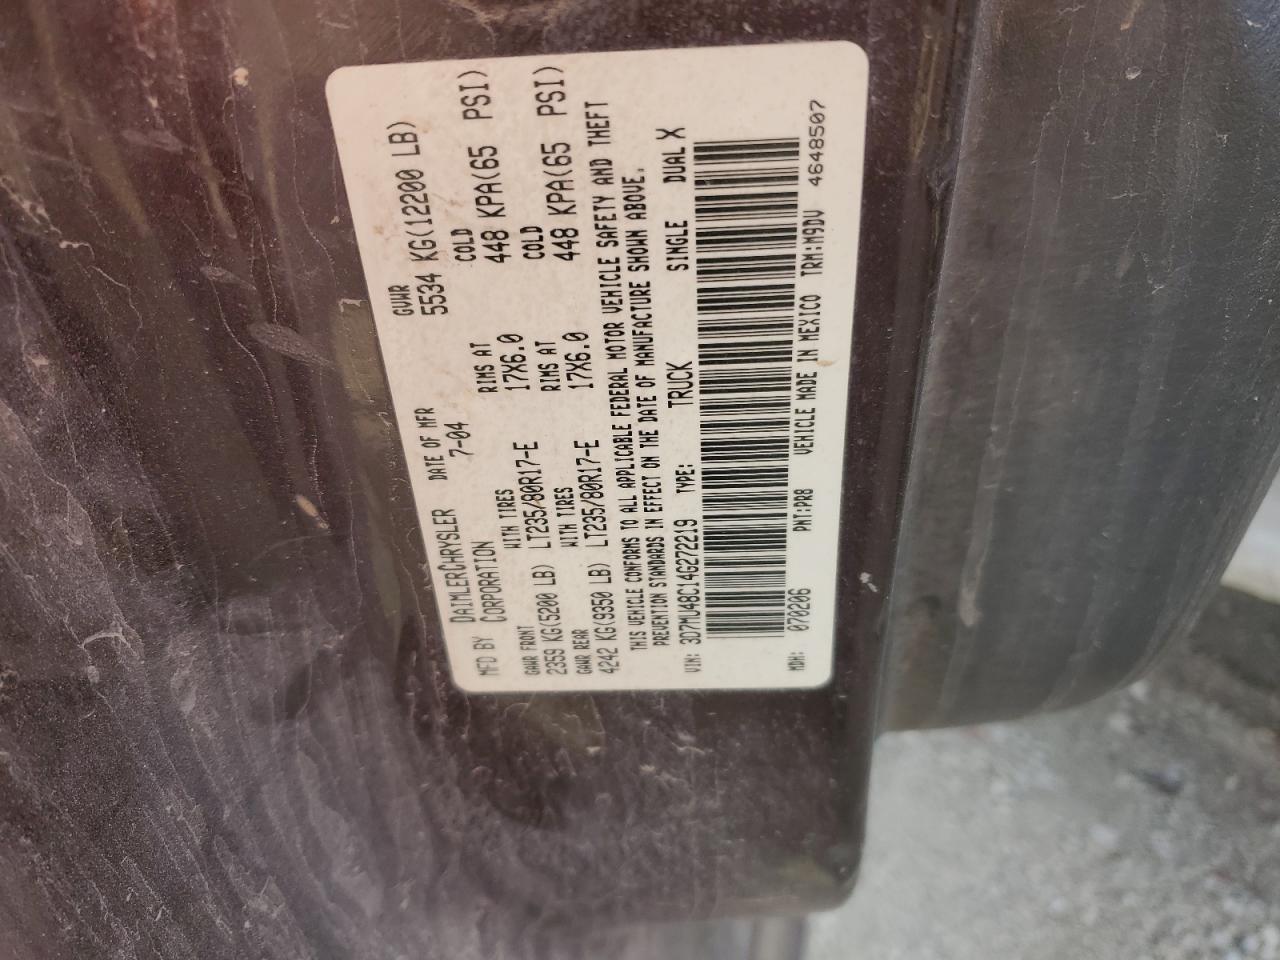 MFD BY DAIMLERCHRYSLER CORPORATION DATE OF MFR 7-04 GVWR 5534 KG(12200 LB)
GAWR FRONT WITH TIRES RIMS AT COLD
2359 KG(5200 LB) LT235/80R17-E 17X6.0 448 KPA(65 PSI)
GAWR REAR WITH TIRES RIMS AT COLD
4242 KG(9350 LB) LT235/80R17-E 17X6.0 448 KPA(65 PSI)
THIS VEHICLE CONFORMS TO ALL APPLICABLE FEDERAL MOTOR VEHICLE SAFETY AND THEFT
PREVENTION STANDARDS IN EFFECT ON THE DATE OF MANUFACTURE SHOWN ABOVE.
VIN: 3D7MU48C14G272219 TYPE: TRUCK SINGLE DUAL X
MDH: 070206 PNT:PR8 VEHICLE MADE IN MEXICO TRM:M9DV 4648507